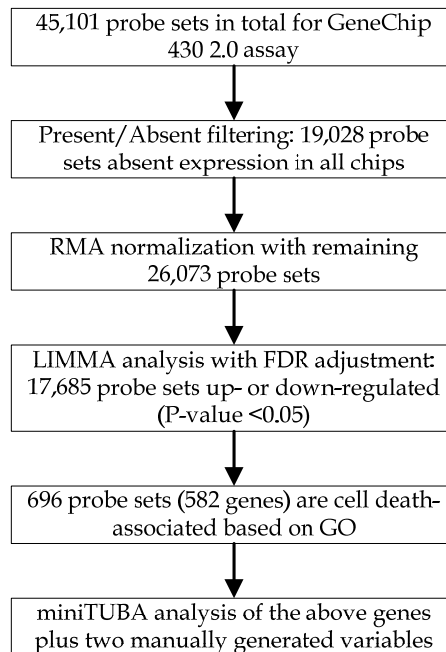 45,101 probe sets in total for GeneChip
430 2.0 assay
Present/Absent filtering: 19,028 probe
sets absent expression in all chips
RMA normalization with remaining
26,073 probe sets
LIMMA analysis with FDR adjustment:
17,685 probe sets up- or down-regulated
(P-value <0.05)
696 probe sets (582 genes) are cell death-
associated based on GO
miniTUBA analysis of the above genes
plus two manually generated variables